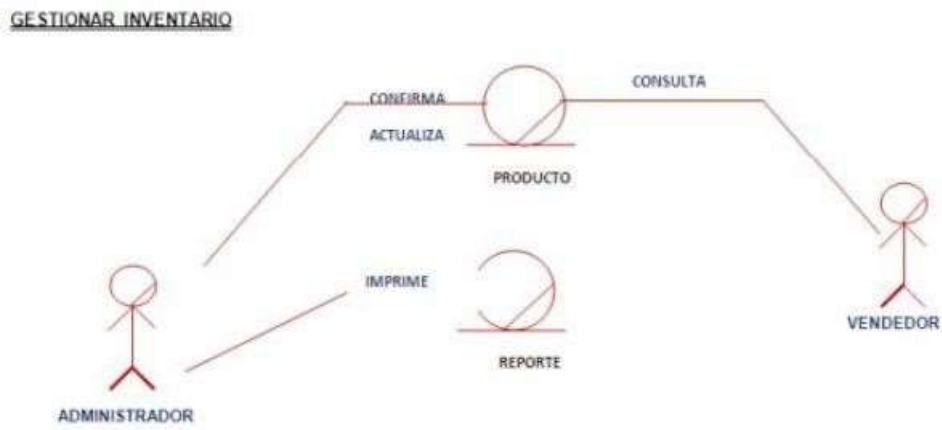 GESTIONAR INVENTARIO
CONFIRMA
CONSULTA
ACTUALIZA
PRODUCTO
IMPRIME
VENDEDOR
REPORTE
ADMINISTRADOR